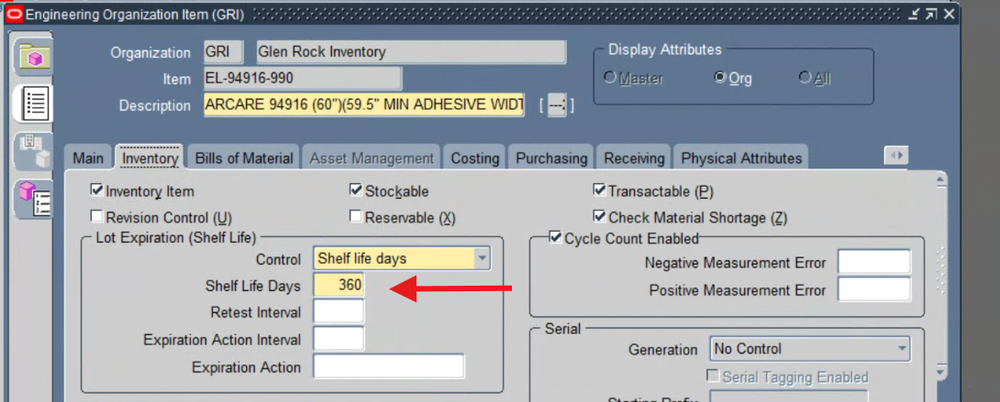 Engineering Organization Item (GRI)
Organization GRI Glen Rock Inventory
Item EL-94916-990
Description ARCARE 94916 (60")(59.5" MIN ADHESIVE WIDT [ --- ]
Display Attributes
Master Org All
Main Inventory Bills of Material Asset Management Costing Purchasing Receiving Physical Attributes
Inventory Item Stockable Transactable (P)
Revision Control (U) Reservable (X) Check Material Shortage (Z)
Lot Expiration (Shelf Life)
Control Shelf life days
Shelf Life Days 360
Retest Interval
Expiration Action Interval
Expiration Action
Cycle Count Enabled
Negative Measurement Error
Positive Measurement Error
Serial
Generation No Control
Serial Tagging Enabled
Starting Prefix